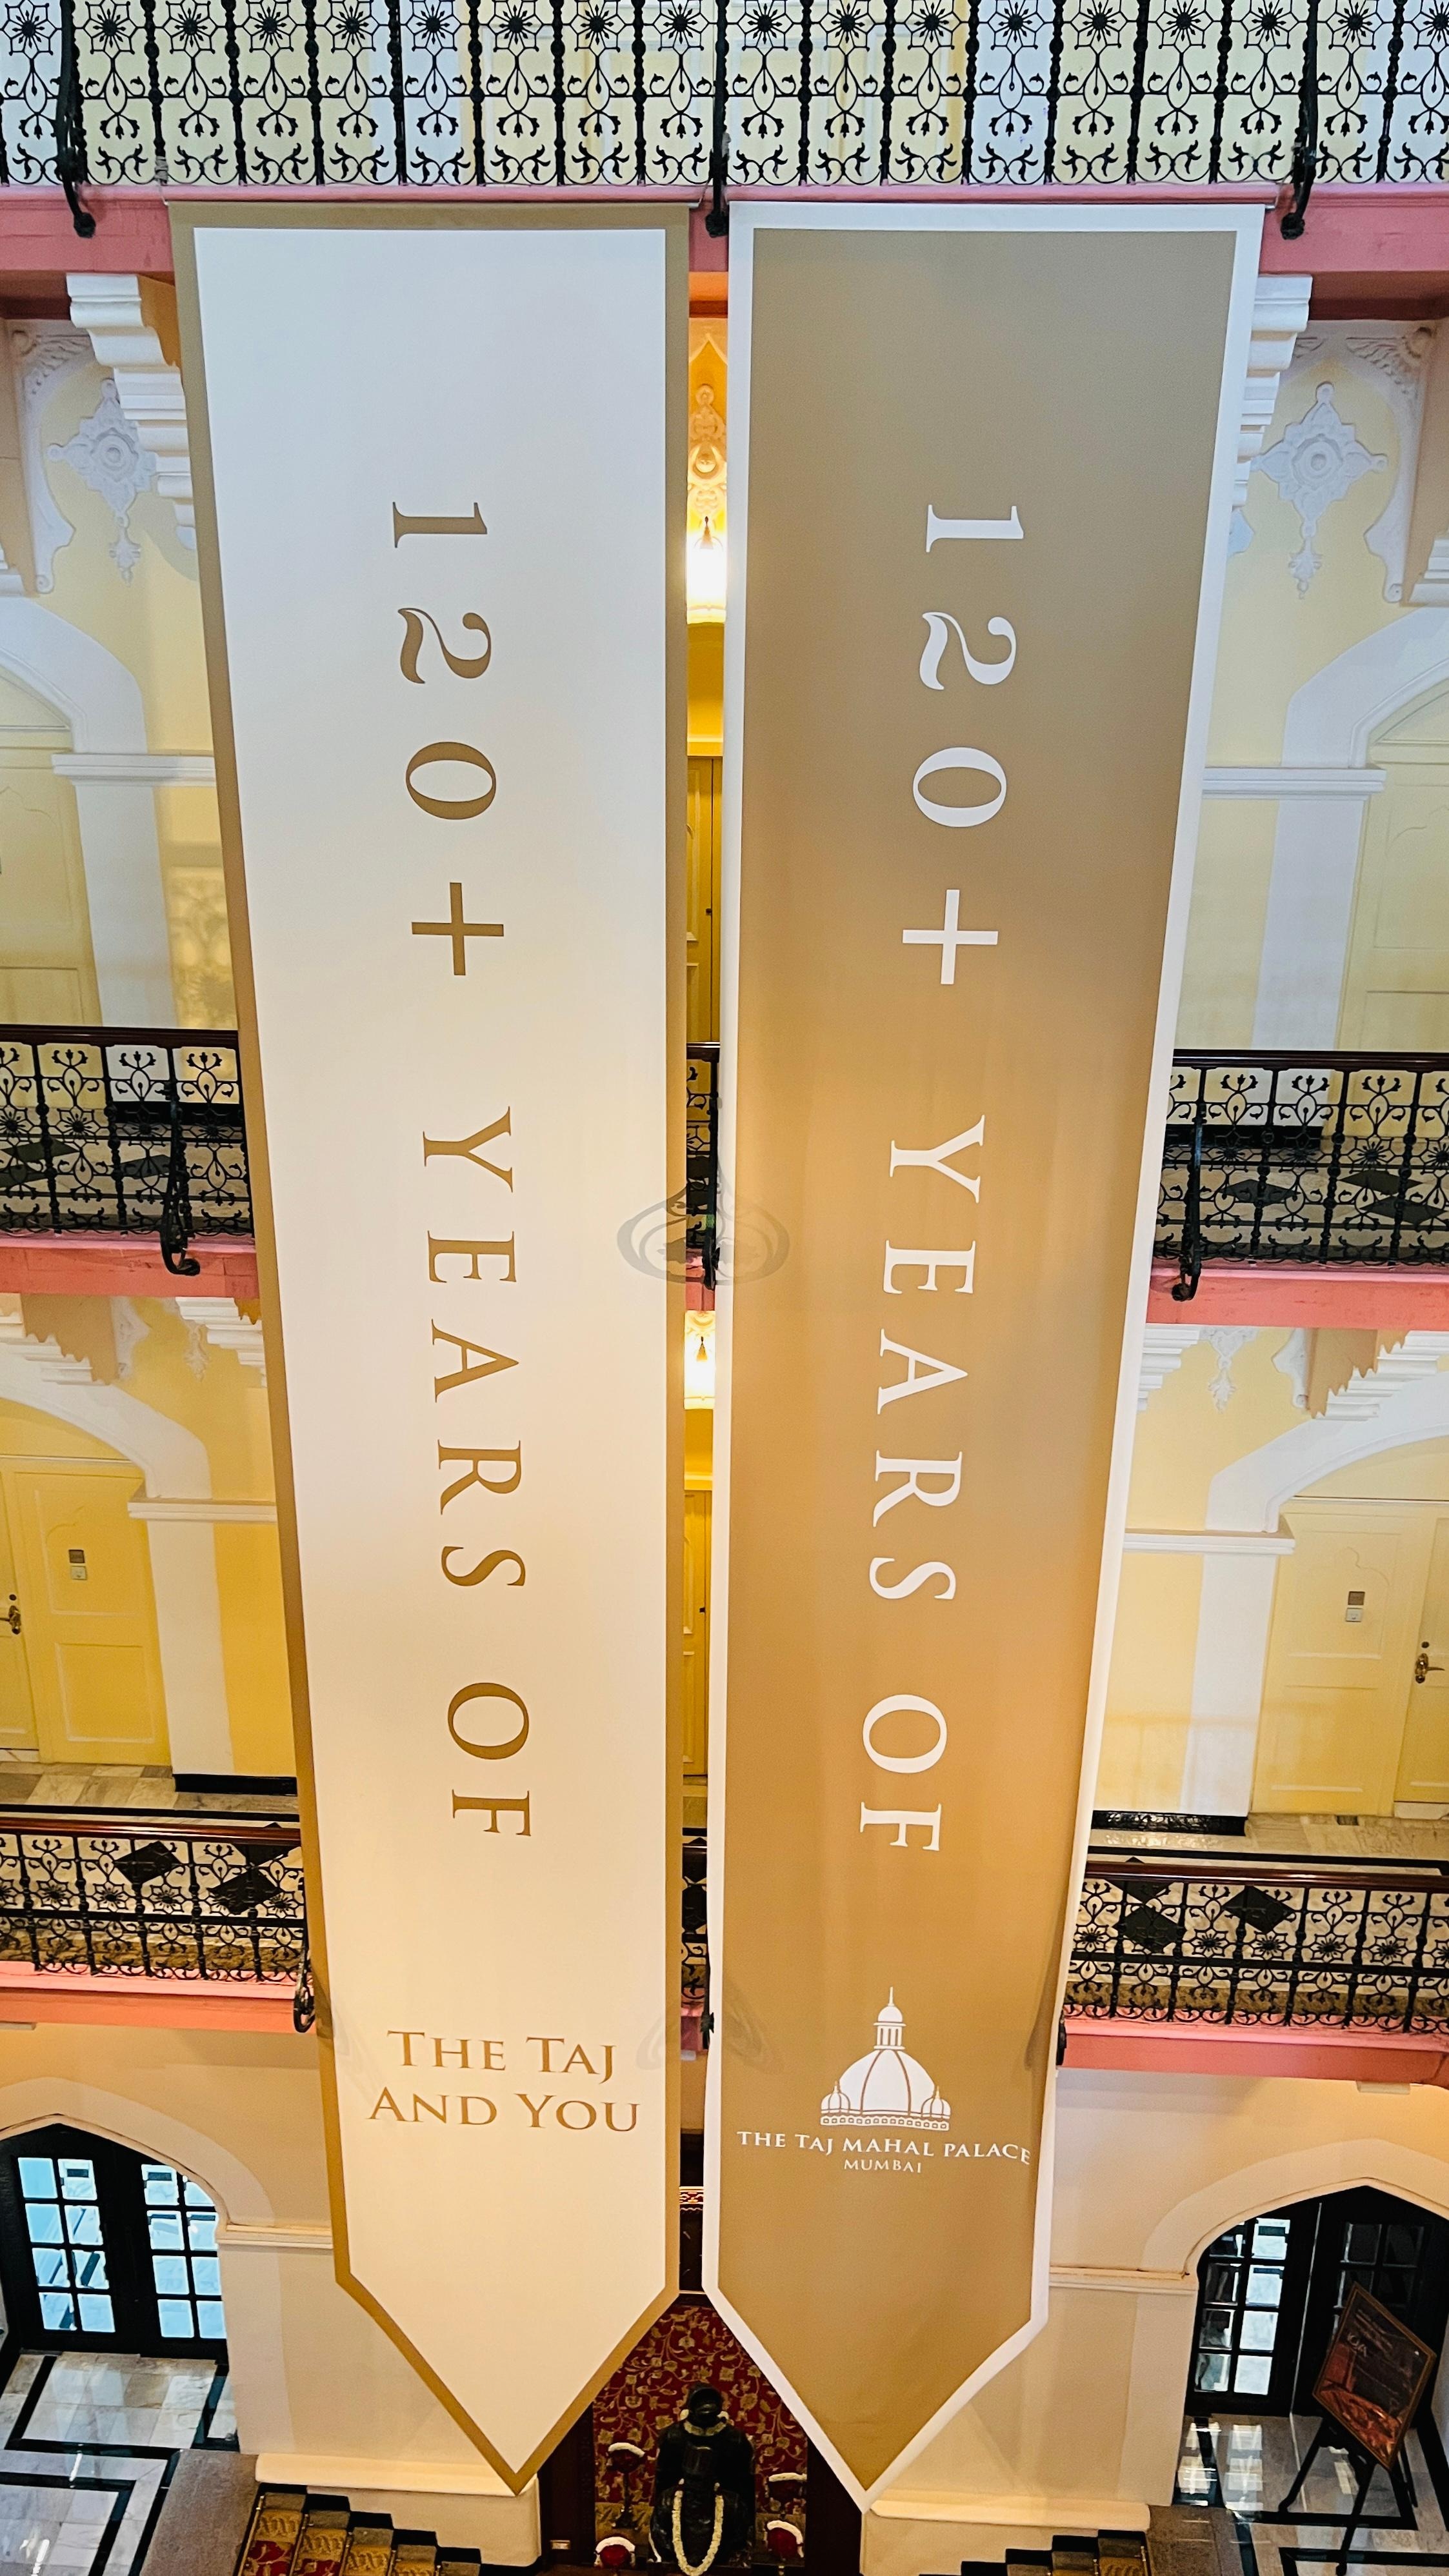 120+ YEARS OF
THE TAJ
AND YOU
120+ YEARS OF
THE TAJ MAHAL PALACE
MUMBAI